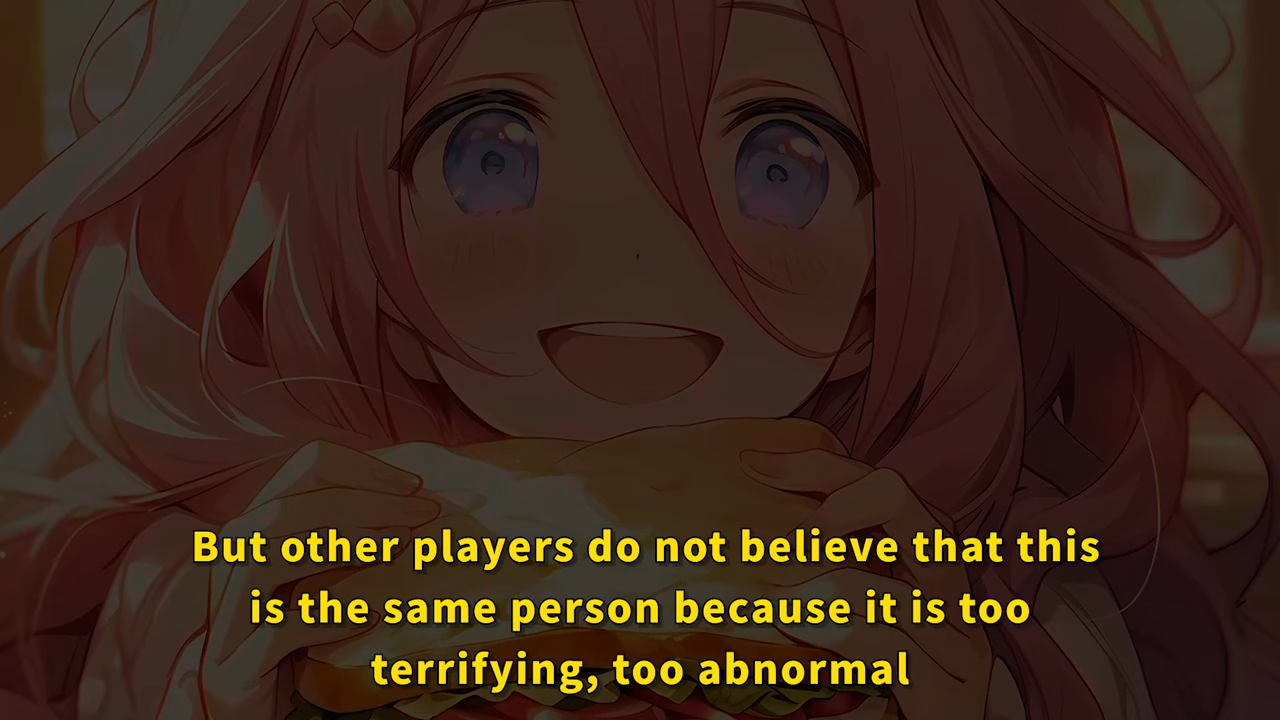 But other players do not believe that this
is the same person because it is too
terrifying, too abnormal